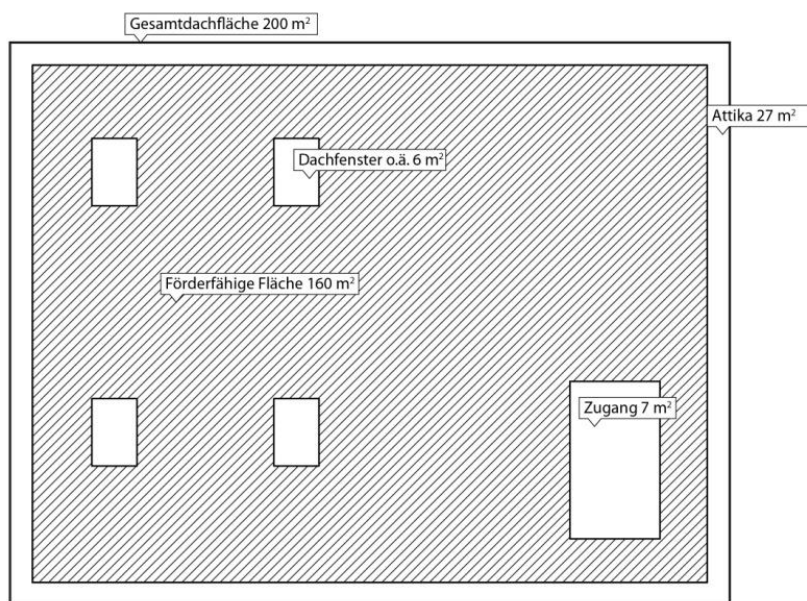 Gesamtdachfläche 200 m²
Attika 27 m²
Dachfenster o.ä. 6 m²
Förderfähige Fläche 160 m²
Zugang 7 m²